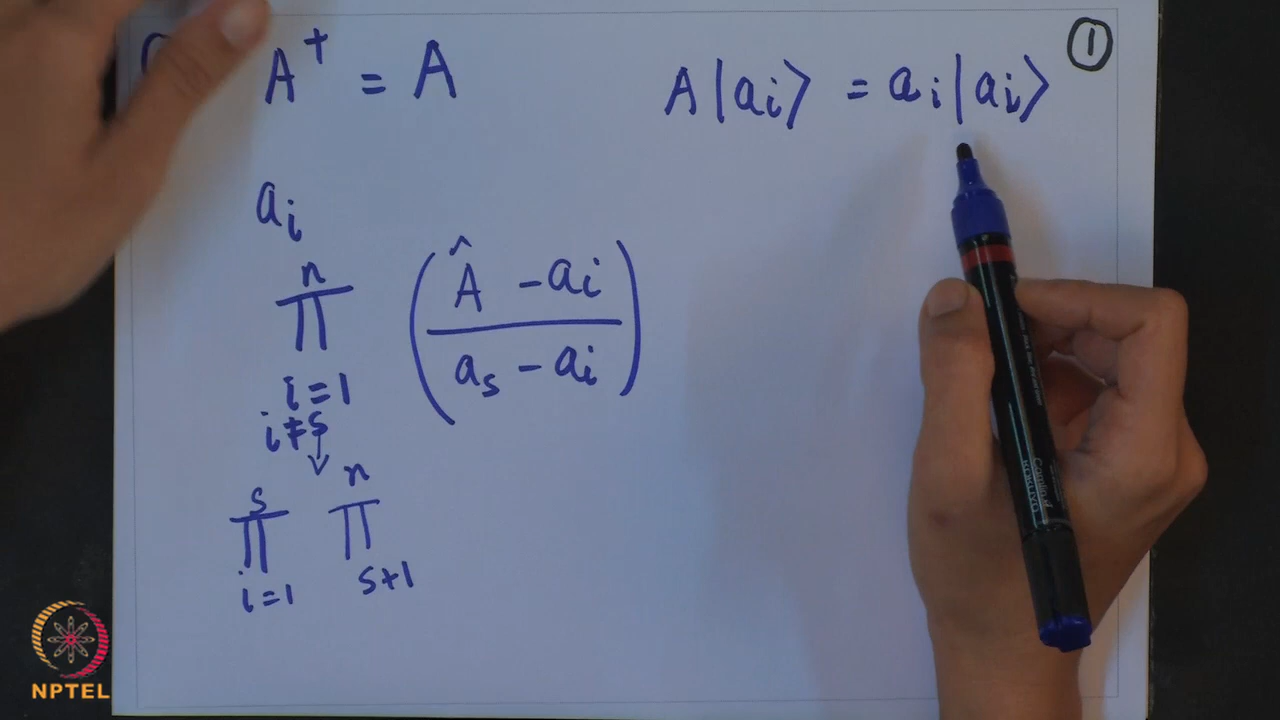 A† = A
A|ai⟩ = ai|ai⟩
1
ai
n
∏ (Â - ai / as - ai)
i=1
i≠s
↓
s n
∏ ∏
i=1 s+1
NPTEL